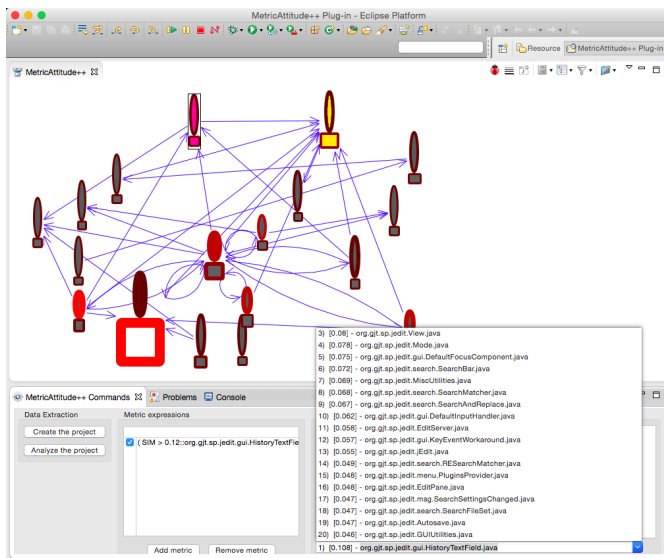 MetricAttitude++ Plug-in - Eclipse Platform
Resource
MetricAttitude++ Plug-in
MetricAttitude++
3) [0.08] - org.gjt.sp.jedit.View.java
4) [0.078] - org.gjt.sp.jedit.Mode.java
5) [0.075] - org.gjt.sp.jedit.gui.DefaultFocusComponent.java
6) [0.072] - org.gjt.sp.jedit.search.SearchBar.java
7) [0.069] - org.gjt.sp.jedit.MiscUtilities.java
8) [0.068] - org.gjt.sp.jedit.search.SearchMatcher.java
9) [0.067] - org.gjt.sp.jedit.search.SearchAndReplace.java
10) [0.062] - org.gjt.sp.jedit.gui.DefaultInputHandler.java
11) [0.058] - org.gjt.sp.jedit.EditServer.java
12) [0.057] - org.gjt.sp.jedit.gui.KeyEventWorkaround.java
13) [0.055] - org.gjt.sp.jedit.jEdit.java
14) [0.049] - org.gjt.sp.jedit.search.RESearchMatcher.java
15) [0.048] - org.gjt.sp.jedit.menu.PluginsProvider.java
16) [0.048] - org.gjt.sp.jedit.EditPane.java
17) [0.047] - org.gjt.sp.jedit.msg.SearchSettingsChanged.java
18) [0.047] - org.gjt.sp.jedit.search.SearchFileSet.java
19) [0.047] - org.gjt.sp.jedit.Autosave.java
20) [0.046] - org.gjt.sp.jedit.GUIUtilities.java
1) [0.108] - org.gjt.sp.jedit.gui.HistoryTextField.java
MetricAttitude++ Commands
Problems
Console
Data Extraction
Create the project
Analyze the project
Metric expressions
( SIM > 0.12::org.gjt.sp.jedit.gui.HistoryTextFie
Add metric
Remove metric